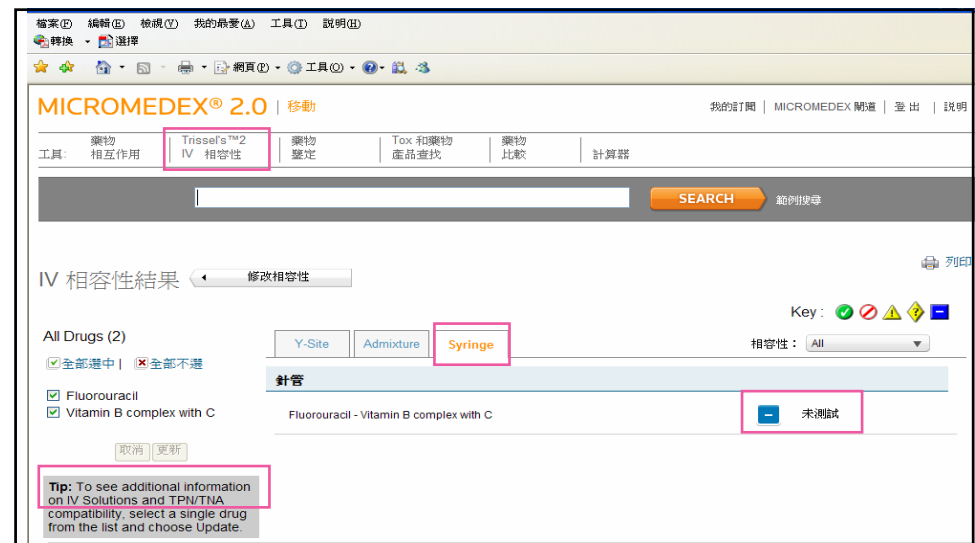 檔案(F) 編輯(E) 檢視(V) 我的最愛(A) 工具(T) 說明(H)
轉換 選擇
網頁(P) 工具(O)
MICROMEDEX® 2.0 | 移動
我的訂閱 | MICROMEDEX 閘道 | 登出 | 說明
工具: 藥物 相互作用 | Trissel's™2 IV 相容性 | 藥物 鑒定 | Tox 和藥物 產品查找 | 藥物 比較 | 計算器
SEARCH 範例搜尋
列印
IV 相容性結果 修改相容性
Key:
All Drugs (2)
Y-Site Admixture Syringe
相容性: All
全部選中 | 全部不選
針管
Fluorouracil
Vitamin B complex with C
Fluorouracil - Vitamin B complex with C
未測試
取消 更新
Tip: To see additional information
on IV Solutions and TPN/TNA
compatibility, select a single drug
from the list and choose Update.